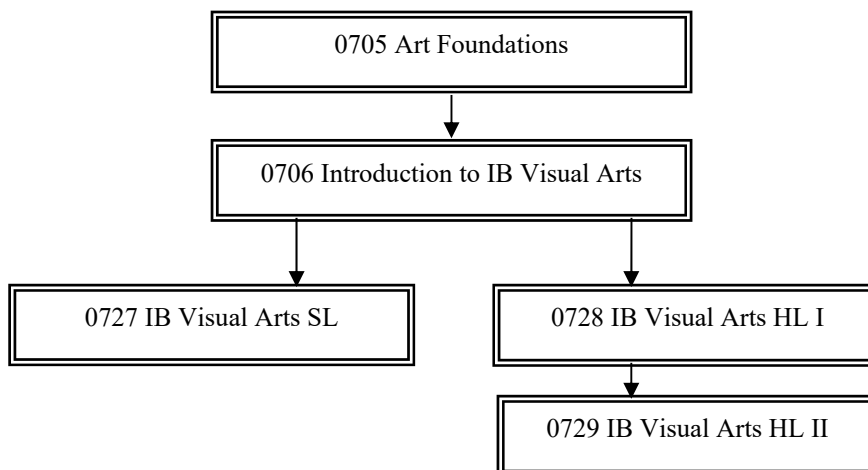 0705 Art Foundations
0706 Introduction to IB Visual Arts
0727 IB Visual Arts SL
0728 IB Visual Arts HL I
0729 IB Visual Arts HL II